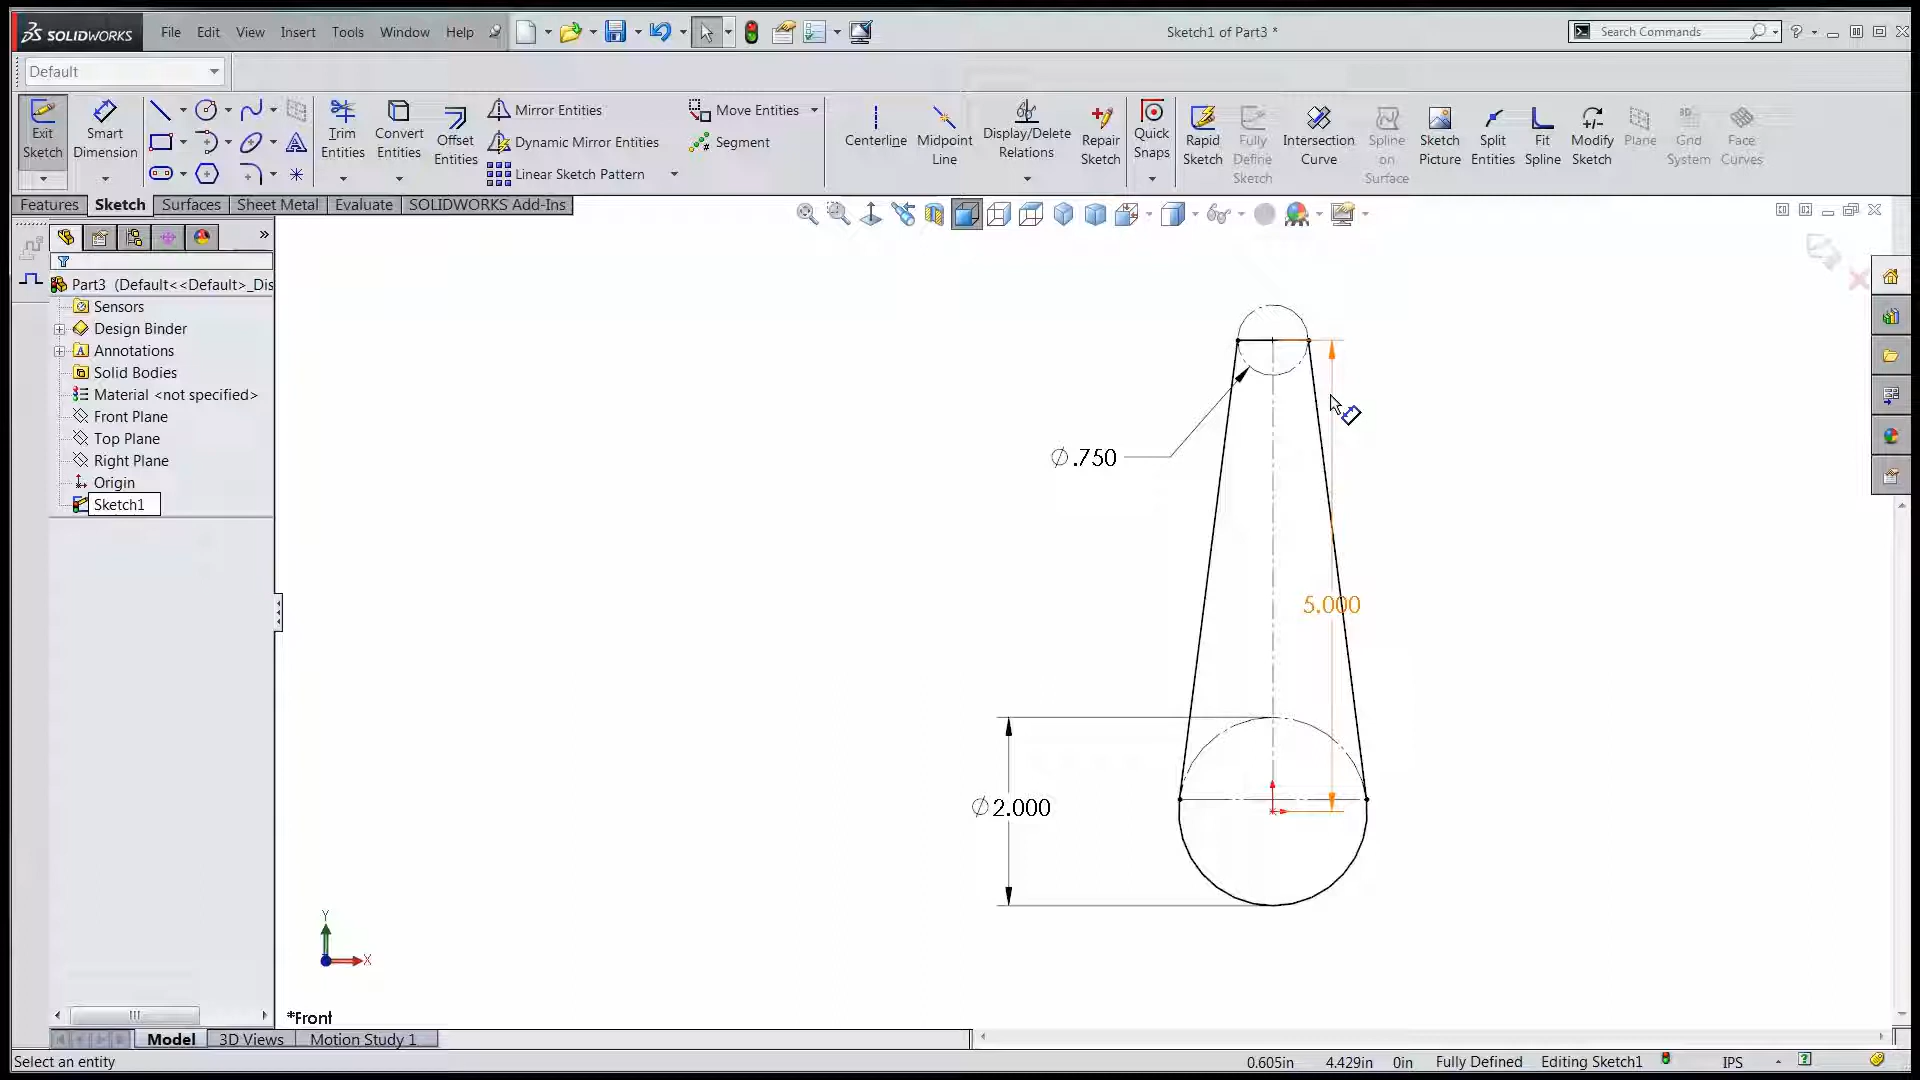 SOLIDWORKS File Edit View Insert Tools Window Help Sketch1 of Part3 * Search Commands
Default
Exit Sketch
Smart Dimension
Trim Entities
Convert Entities
Offset Entities
Mirror Entities
Dynamic Mirror Entities
Linear Sketch Pattern
Move Entities
Segment
Centerline
Midpoint Line
Display/Delete Relations
Repair Sketch
Quick Snaps
Rapid Sketch
Fully Define Sketch
Intersection Curve
Spline on Surface
Sketch Picture
Split Entities
Fit Spline
Modify Sketch
Plane
3D Grid System
Face Curves
Features Sketch Surfaces Sheet Metal Evaluate SOLIDWORKS Add-Ins
Part3 (Default<<Default>_Dis
Sensors
Design Binder
Annotations
Solid Bodies
Material <not specified>
Front Plane
Top Plane
Right Plane
Origin
Sketch1
∅.750
5.000
∅2.000
Y
X
*Front
Model 3D Views Motion Study 1
Select an entity 0.605in 4.429in 0in Fully Defined Editing Sketch1 IPS